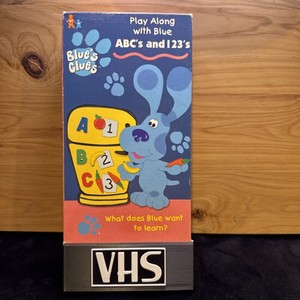 Play Along
with Blue
ABC's and 123's
Blue's
Clues
A 1
B 2
C 3
What does Blue want
to learn?
VHS